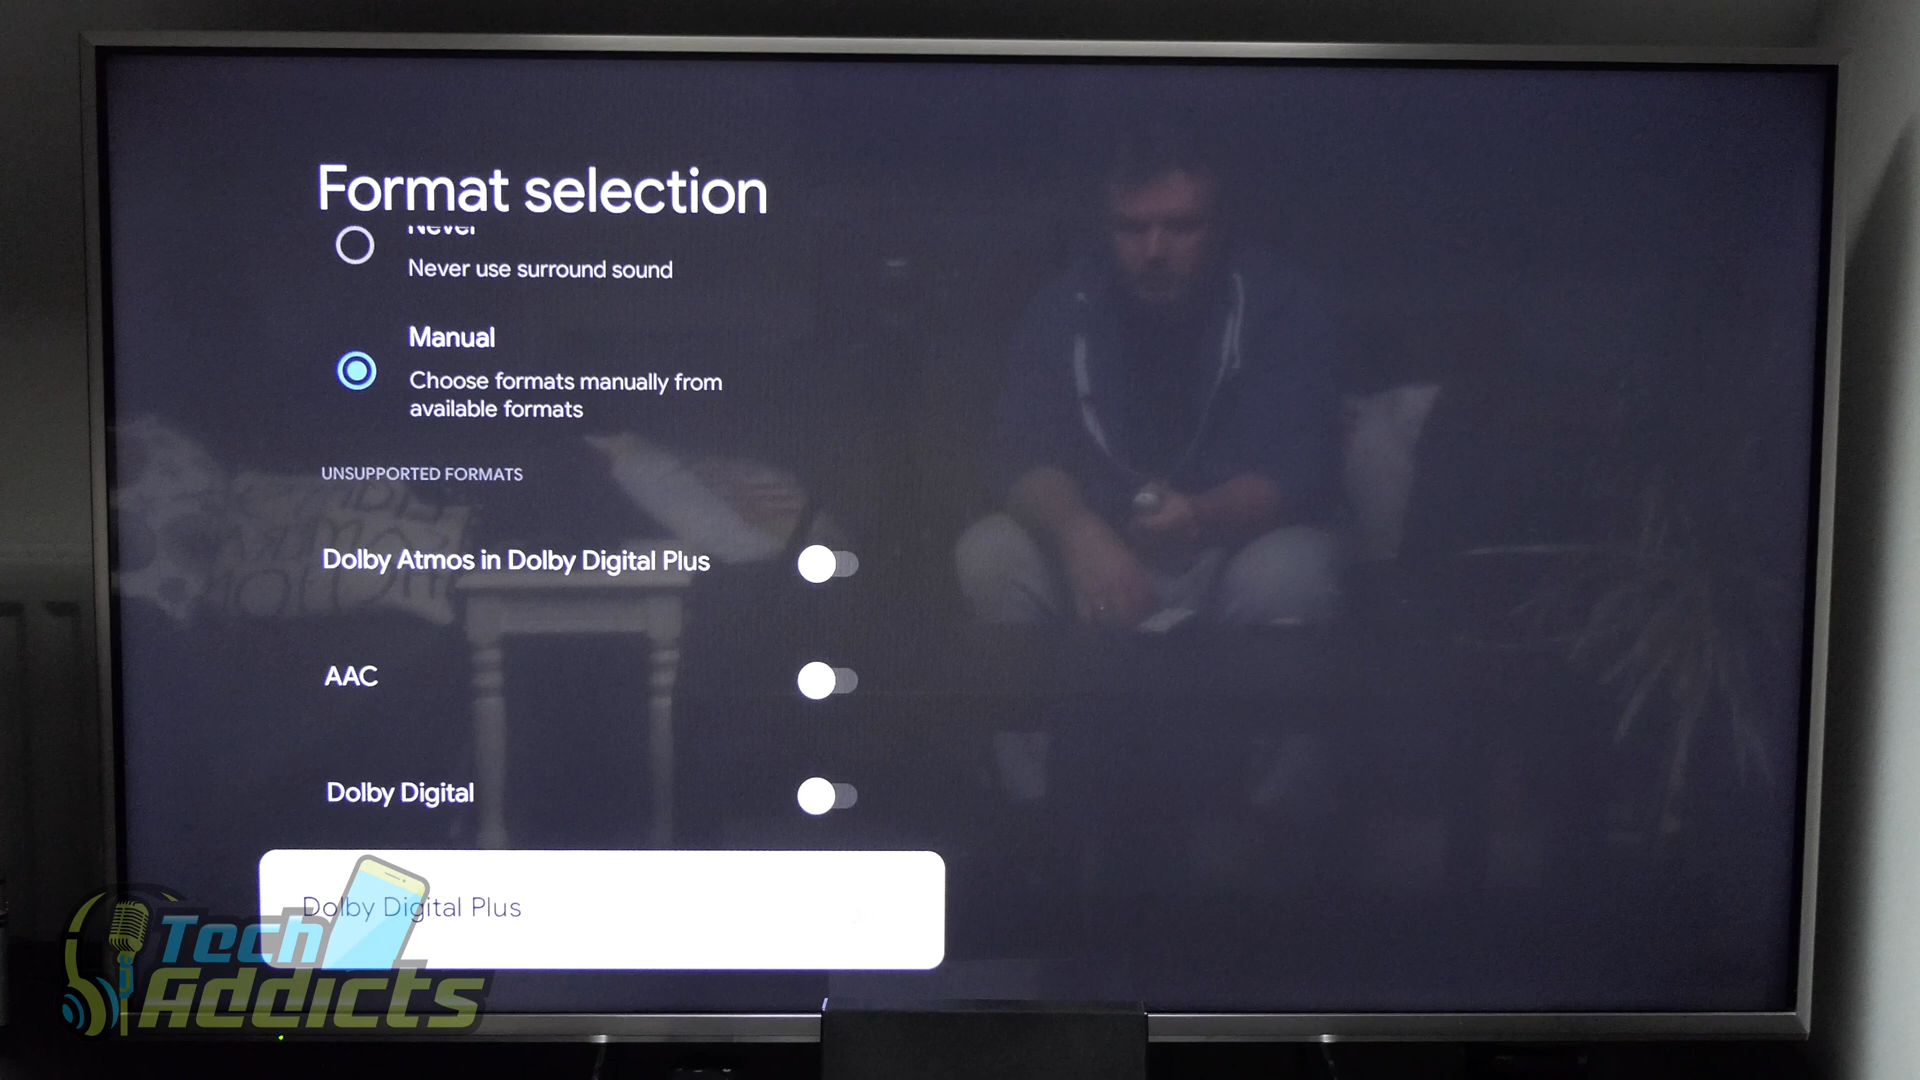 Format selection
Never
Never use surround sound
Manual
Choose formats manually from
available formats
UNSUPPORTED FORMATS
Dolby Atmos in Dolby Digital Plus
AAC
Dolby Digital
Dolby Digital Plus
Tech
Addicts